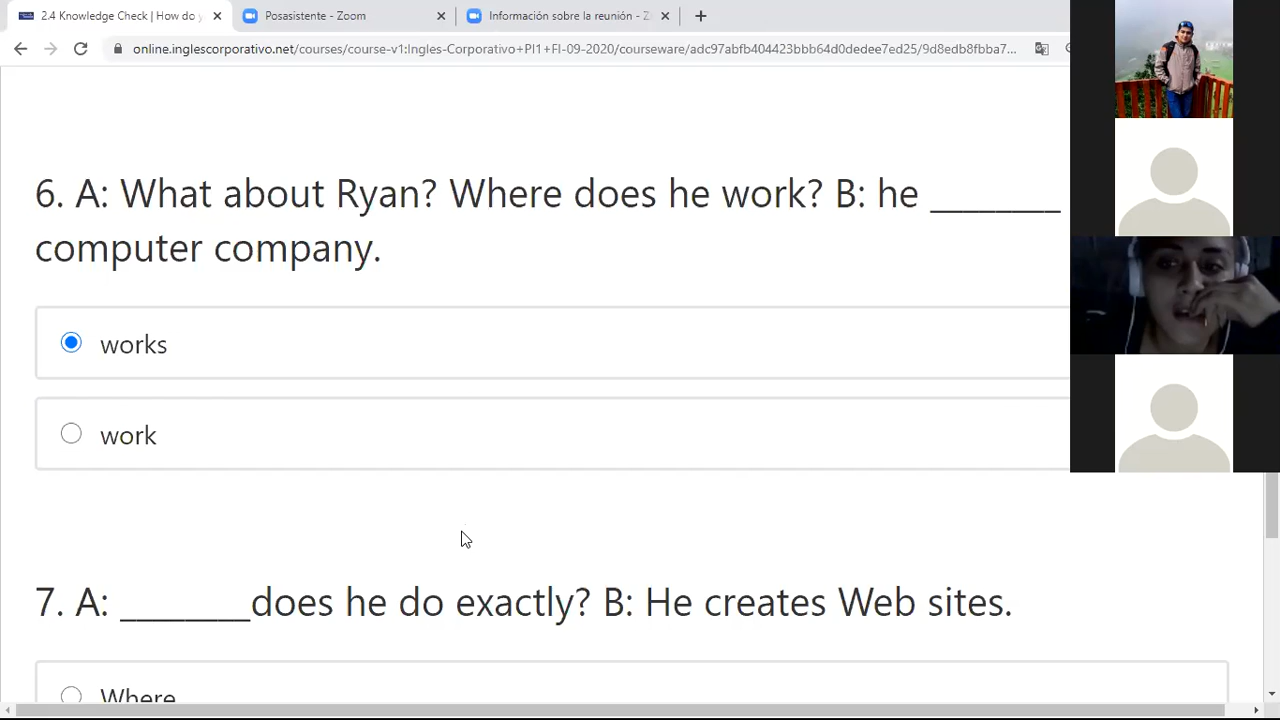 2.4 Knowledge Check | How do
Posasistente - Zoom
Información sobre la reunión - Z
online.inglescorporativo.net/courses/course-v1:Ingles-Corporativo+PI1+FI-09-2020/courseware/adc97abfb404423bbb64d0dedee7ed25/9d8edb8fbba7...
6. A: What about Ryan? Where does he work? B: he ________
computer company.
works
work
7. A: ________does he do exactly? B: He creates Web sites.
Where